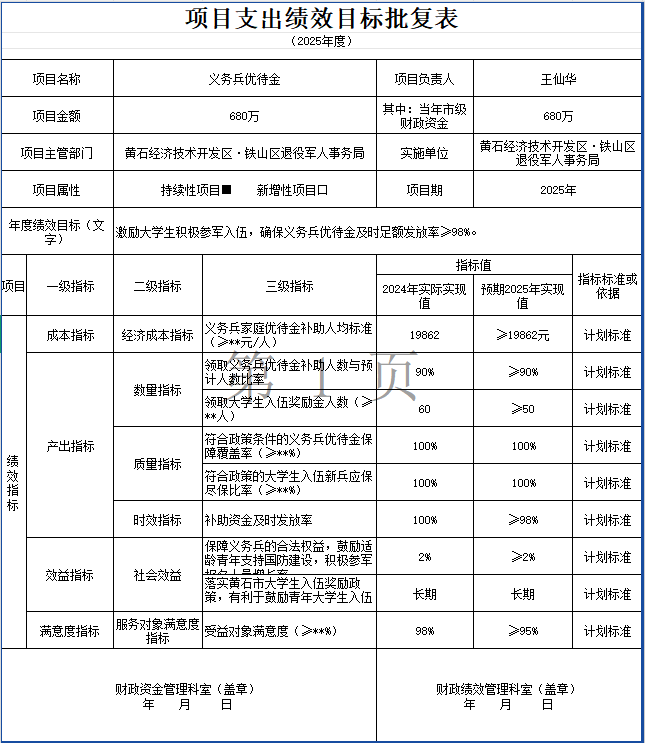 项目支出绩效目标批复表
（2025年度）
项目名称 义务兵优待金 项目负责人 王仙华
项目金额 680万 其中：当年市级
财政资金 680万
项目主管部门 黄石经济技术开发区·铁山区退役军人事务局 实施单位 黄石经济技术开发区·铁山区
退役军人事务局
项目属性 持续性项目■ 新增性项目口 项目期 2025年
年度绩效目标（文
字） 激励大学生积极参军入伍，确保义务兵优待金及时足额发放率≥98%。
项目 一级指标 二级指标 三级指标 指标值 指标标准或
依据
2024年实际实现
值 预期2025年实现
值
绩
效
指
标
成本指标 经济成本指标 义务兵家庭优待金补助人均标准
（≥**元/人） 19862 ≥19862元 计划标准
产出指标 数量指标 领取义务兵优待金补助人数与预
计人数比率 90% ≥90% 计划标准
领取大学生入伍奖励金人数（≥
**人） 60 ≥50 计划标准
质量指标 符合政策条件的义务兵优待金保
障覆盖率（≥**%） 100% 100% 计划标准
符合政策的大学生入伍新兵应保
尽保比率（≥**%） 100% 100% 计划标准
时效指标 补助资金及时发放率 100% ≥98% 计划标准
效益指标 社会效益 保障义务兵的合法权益，鼓励适
龄青年支持国防建设，积极参军
2% ≥2% 计划标准
落实黄石市大学生入伍奖励政
策，有利于鼓励青年大学生入伍
长期 长期 计划标准
满意度指标 服务对象满意度
指标 受益对象满意度（≥**%） 98% ≥95% 计划标准
第 1 页
财政资金管理科室（盖章）
年 月 日
财政绩效管理科室（盖章）
年 月 日